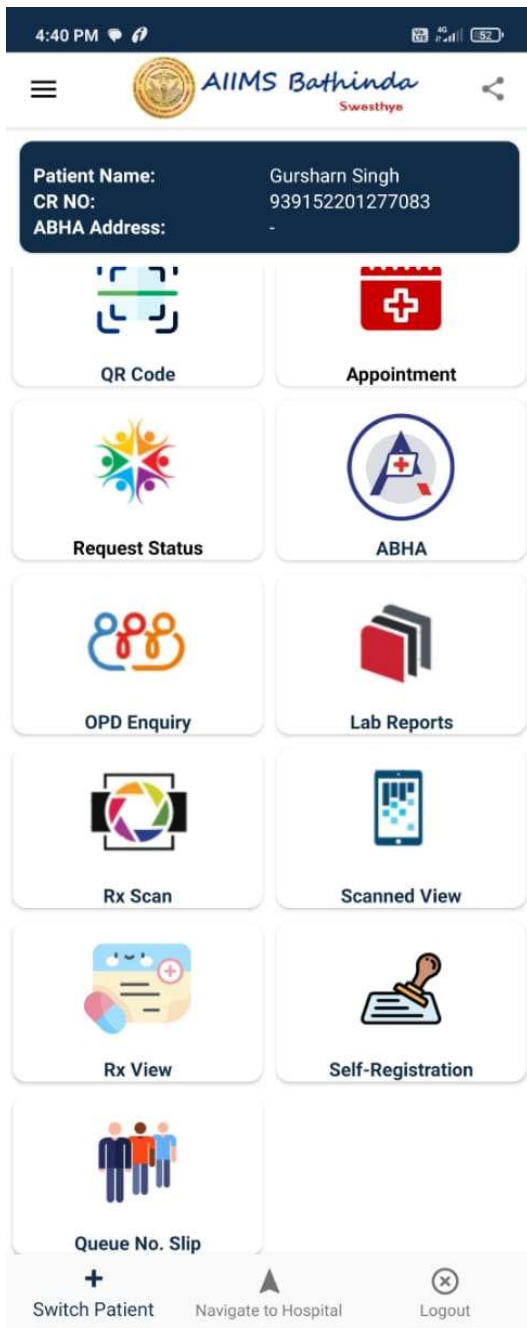 4:40 PM
4G
52
AIIMS Bathinda
Swesthye
Patient Name: Gursharn Singh
CR NO: 939152201277083
ABHA Address: -
QR Code
Appointment
Request Status
ABHA
OPD Enquiry
Lab Reports
Rx Scan
Scanned View
Rx View
Self-Registration
Queue No. Slip
Switch Patient
Navigate to Hospital
Logout